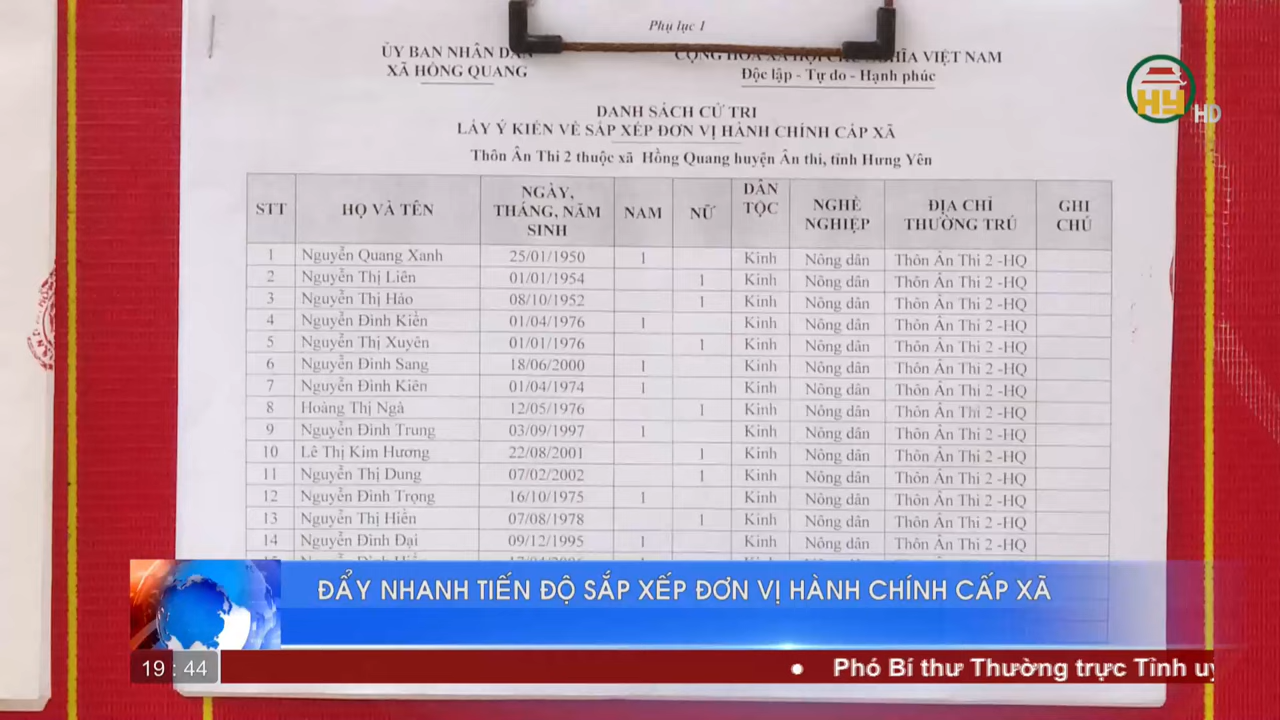 Phụ lục 1
ỦY BAN NHÂN DÂN
XÃ HỒNG QUANG
CỘNG HÒA XÃ HỘI CHỦ NGHĨA VIỆT NAM
Độc lập - Tự do - Hạnh phúc
HY HD
DANH SÁCH CỬ TRI
LẤY Ý KIẾN VỀ SẮP XẾP ĐƠN VỊ HÀNH CHÍNH CẤP XÃ
Thôn Ân Thi 2 thuộc xã Hồng Quang huyện Ân thi, tỉnh Hưng Yên
STT HỌ VÀ TÊN NGÀY, THÁNG, NĂM SINH NAM NỮ DÂN TỘC NGHỀ NGHIỆP ĐỊA CHỈ THƯỜNG TRÚ GHI CHÚ
1 Nguyễn Quang Xanh 25/01/1950 1 Kinh Nông dân Thôn Ân Thi 2 -HQ
2 Nguyễn Thị Liên 01/01/1954 1 Kinh Nông dân Thôn Ân Thi 2 -HQ
3 Nguyễn Thị Hảo 08/10/1952 1 Kinh Nông dân Thôn Ân Thi 2 -HQ
4 Nguyễn Đình Kiển 01/04/1976 1 Kinh Nông dân Thôn Ân Thi 2 -HQ
5 Nguyễn Thị Xuyên 01/01/1976 1 Kinh Nông dân Thôn Ân Thi 2 -HQ
6 Nguyễn Đình Sang 18/06/2000 1 Kinh Nông dân Thôn Ân Thi 2 -HQ
7 Nguyễn Đình Kiên 01/04/1974 1 Kinh Nông dân Thôn Ân Thi 2 -HQ
8 Hoàng Thị Ngà 12/05/1976 1 Kinh Nông dân Thôn Ân Thi 2 -HQ
9 Nguyễn Đình Trung 03/09/1997 1 Kinh Nông dân Thôn Ân Thi 2 -HQ
10 Lê Thị Kim Hương 22/08/2001 1 Kinh Nông dân Thôn Ân Thi 2 -HQ
11 Nguyễn Thị Dung 07/02/2002 1 Kinh Nông dân Thôn Ân Thi 2 -HQ
12 Nguyễn Đình Trọng 16/10/1975 1 Kinh Nông dân Thôn Ân Thi 2 -HQ
13 Nguyễn Thị Hiền 07/08/1978 1 Kinh Nông dân Thôn Ân Thi 2 -HQ
14 Nguyễn Đình Đại 09/12/1995 1 Kinh Nông dân Thôn Ân Thi 2 -HQ
ĐẨY NHANH TIẾN ĐỘ SẮP XẾP ĐƠN VỊ HÀNH CHÍNH CẤP XÃ
19 : 44 ● Phó Bí thư Thường trực Tỉnh uỷ